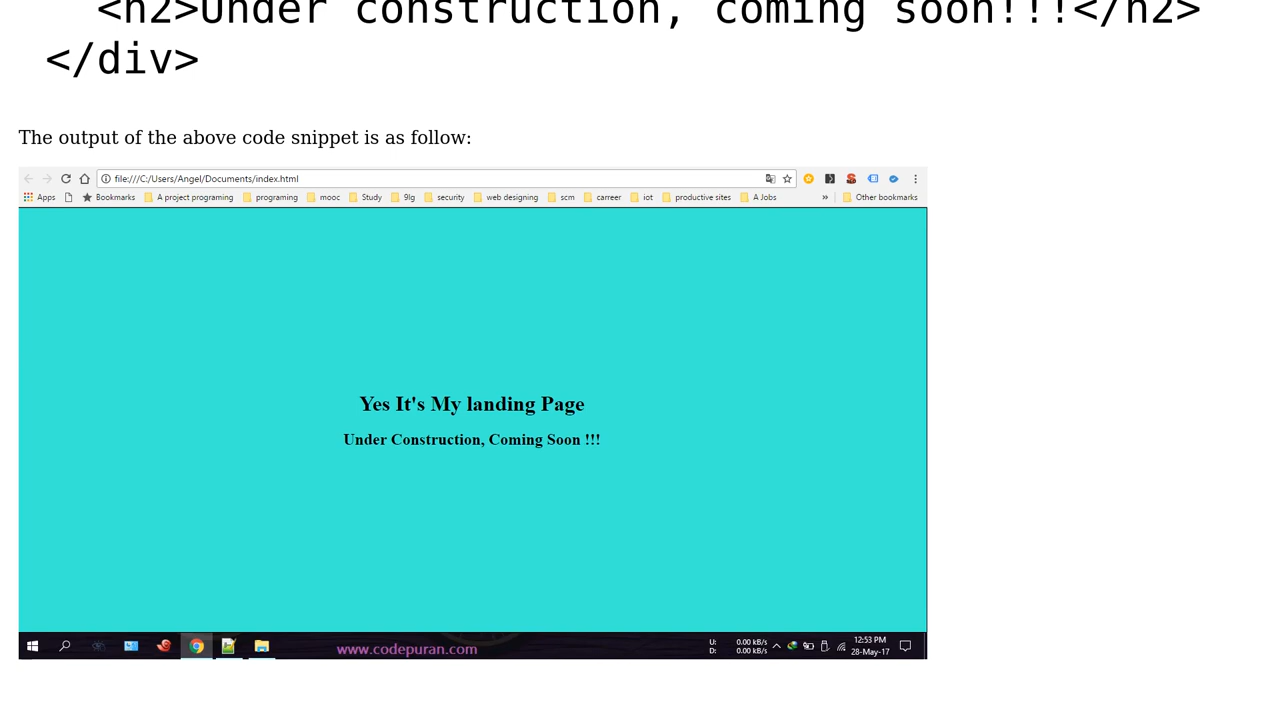 <h2>Under construction, coming soon!!!</h2>
</div>
The output of the above code snippet is as follow:
file:///C:/Users/Angel/Documents/index.html
Apps Bookmarks A project programing programing mooc Study 9lg security web designing scm carreer iot productive sites A Jobs » Other bookmarks
Yes It's My landing Page
Under Construction, Coming Soon !!!
www.codepuran.com
U: 0.00 kB/s
D: 0.00 kB/s
12:53 PM
28-May-17